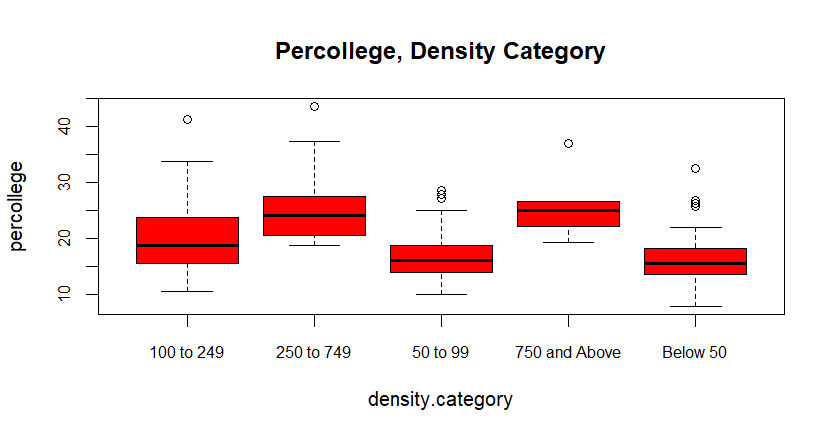 Percollege, Density Category
percollege
40
30
20
10
100 to 249
250 to 749
50 to 99
750 and Above
Below 50
density.category